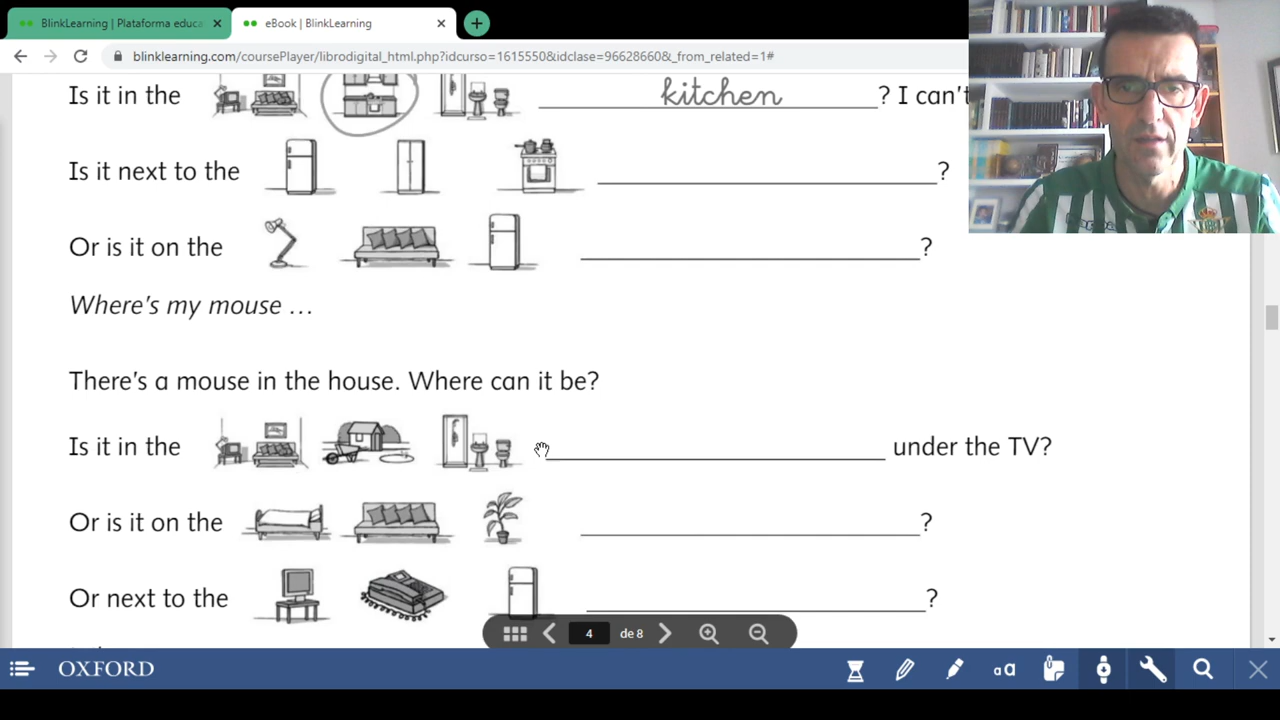 BlinkLearning | Plataforma educa
eBook | BlinkLearning
blinklearning.com/coursePlayer/librodigital_html.php?idcurso=1615550&idclase=96628660&_from_related=1#
Is it in the kitchen ? I can't
Is it next to the ?
Or is it on the ?
Where's my mouse …
There's a mouse in the house. Where can it be?
Is it in the under the TV?
Or is it on the ?
Or next to the ?
4 de 8
OXFORD
aa